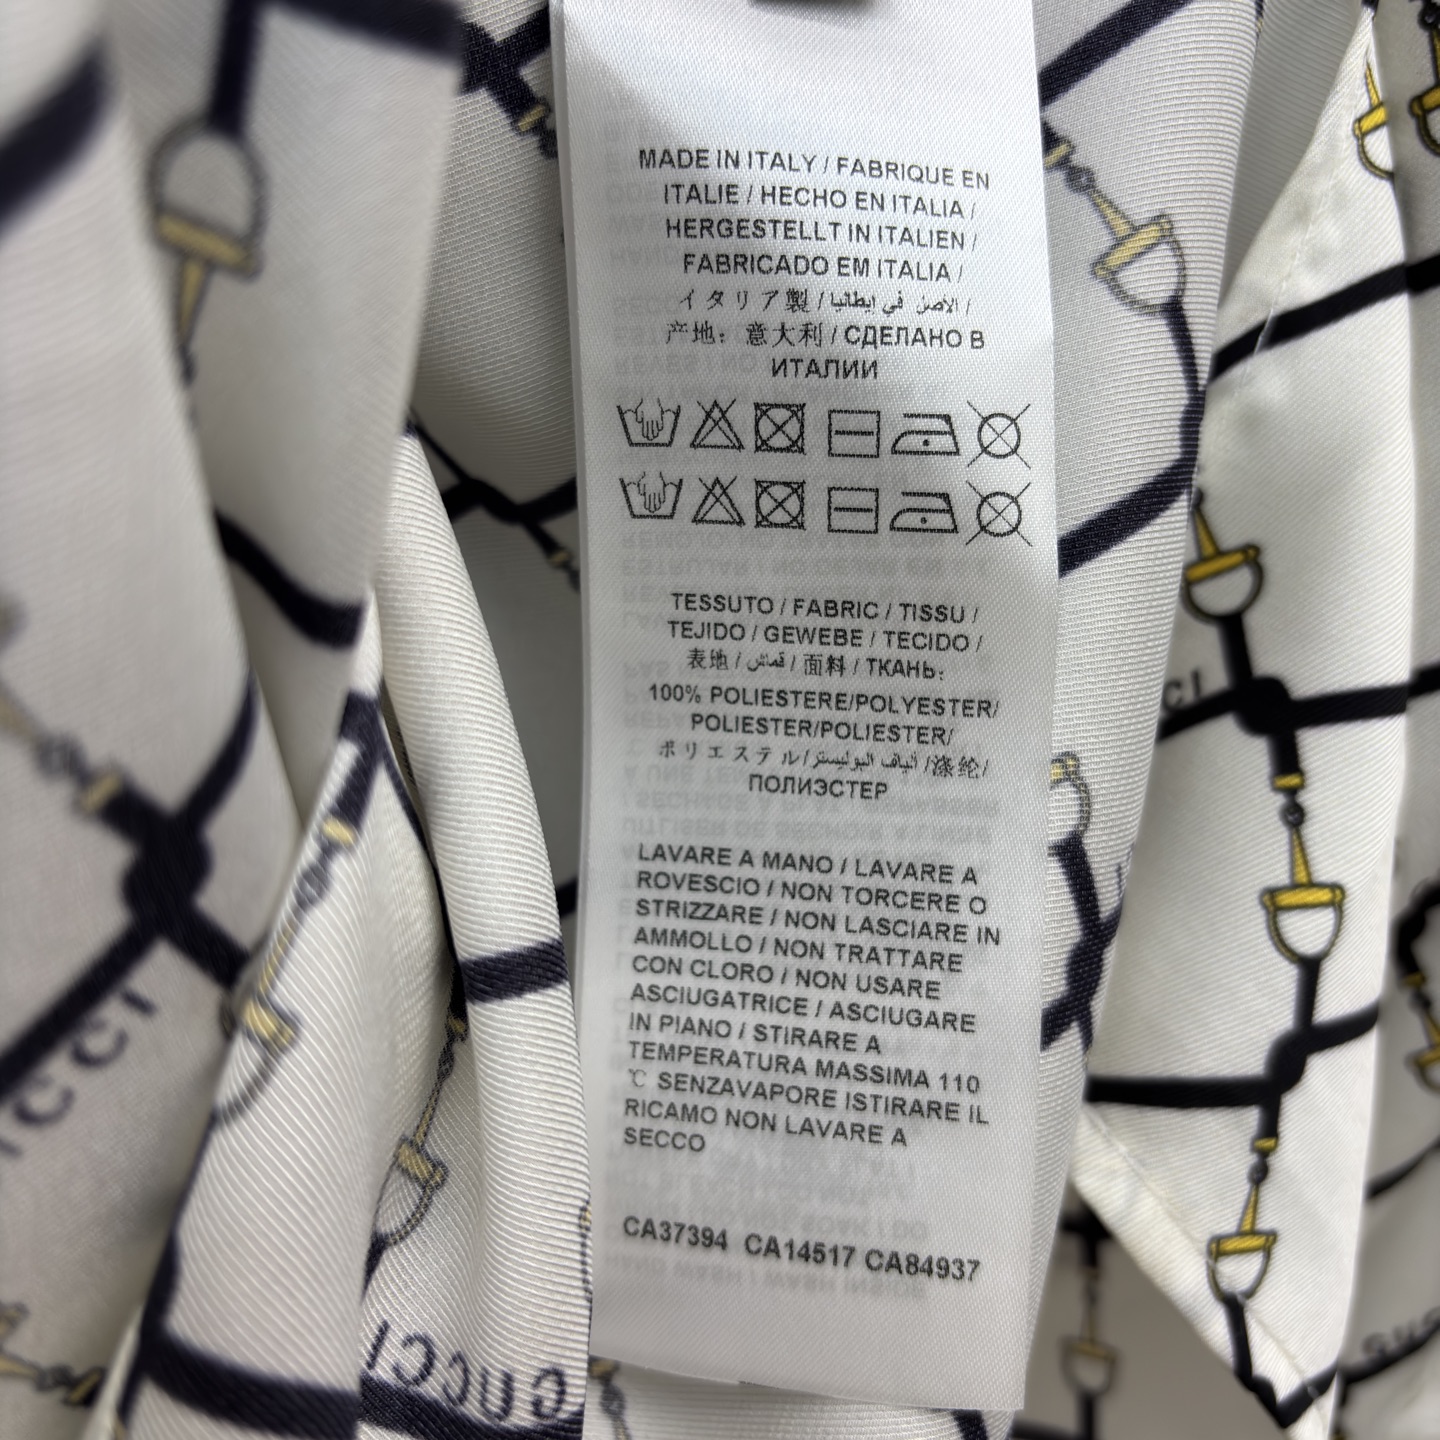 MADE IN ITALY / FABRIQUE EN
ITALIE / HECHO EN ITALIA /
HERGESTELLT IN ITALIEN /
FABRICADO EM ITALIA /
イタリア製 / الاصل في إيطاليا /
产地：意大利 / СДЕЛАНО В
ИТАЛИИ
TESSUTO / FABRIC / TISSU /
TEJIDO / GEWEBE / TECIDO /
表地 / قماش / 面料 / ТКАНЬ:
100% POLIESTERE/POLYESTER/
POLIESTER/POLIESTER/
ポリエステル/ألياف البوليستر/涤纶/
ПОЛИЭСТЕР
LAVARE A MANO / LAVARE A
ROVESCIO / NON TORCERE O
STRIZZARE / NON LASCIARE IN
AMMOLLO / NON TRATTARE
CON CLORO / NON USARE
ASCIUGATRICE / ASCIUGARE
IN PIANO / STIRARE A
TEMPERATURA MASSIMA 110
℃ SENZAVAPORE ISTIRARE IL
RICAMO NON LAVARE A
SECCO
CA37394 CA14517 CA84937
GUCCI